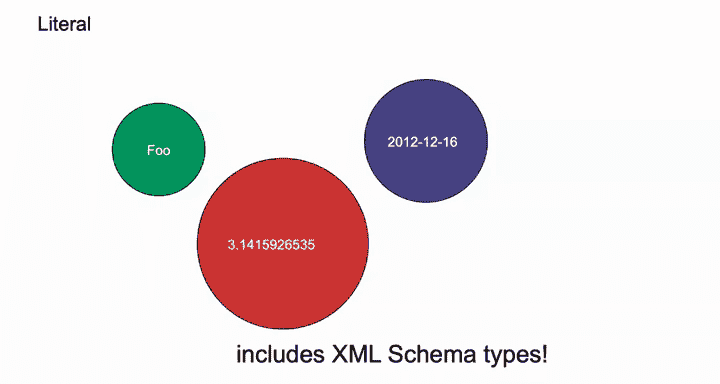 Literal
Foo
2012-12-16
3.1415926535
includes XML Schema types!